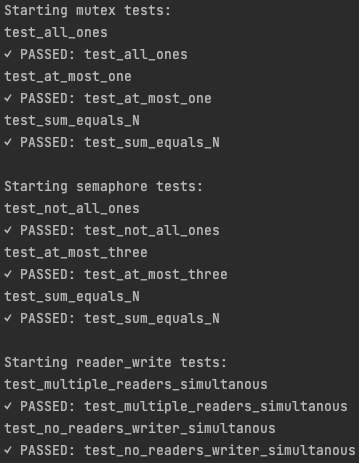 Starting mutex tests:
test_all_ones
✓ PASSED: test_all_ones
test_at_most_one
✓ PASSED: test_at_most_one
test_sum_equals_N
✓ PASSED: test_sum_equals_N

Starting semaphore tests:
test_not_all_ones
✓ PASSED: test_not_all_ones
test_at_most_three
✓ PASSED: test_at_most_three
test_sum_equals_N
✓ PASSED: test_sum_equals_N

Starting reader_write tests:
test_multiple_readers_simultanous
✓ PASSED: test_multiple_readers_simultanous
test_no_readers_writer_simultanous
✓ PASSED: test_no_readers_writer_simultanous